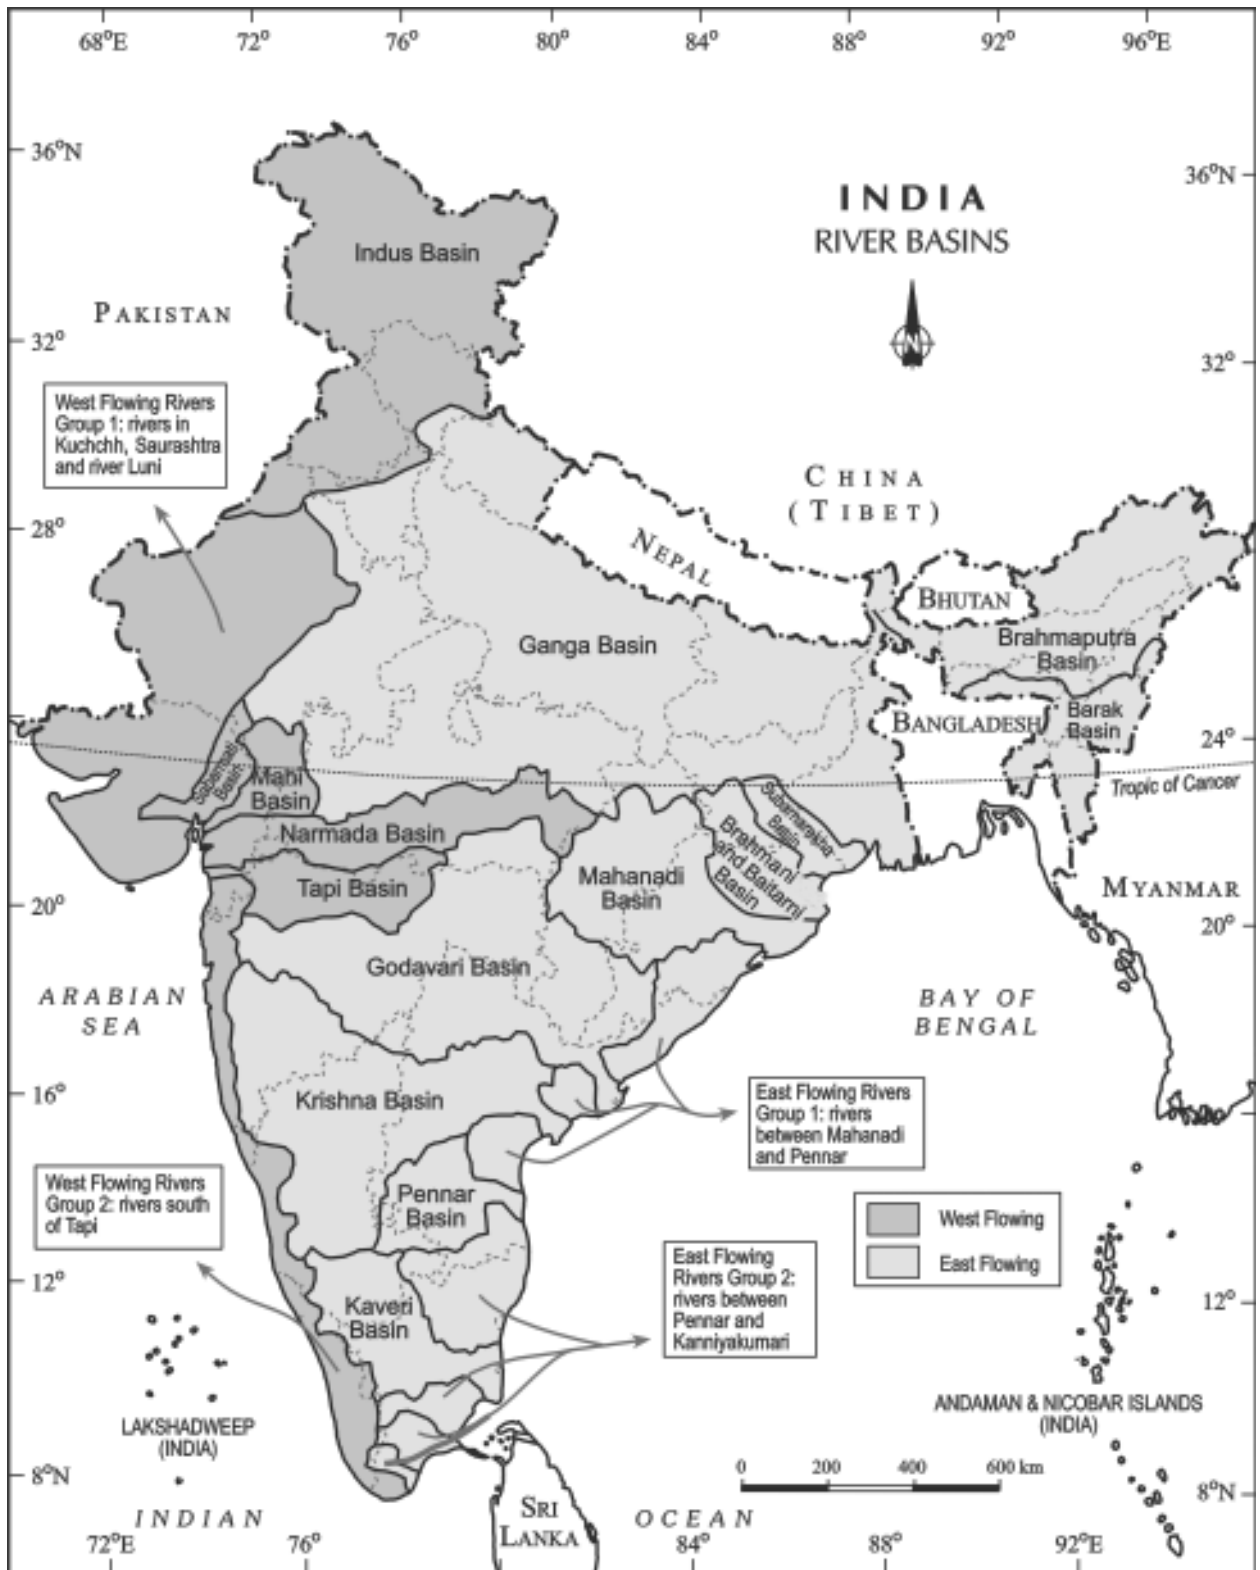 68°E 72° 76° 80° 84° 88° 92° 96°E
36°N
36°N
INDIA
RIVER BASINS
Indus Basin
PAKISTAN
N
32°
32°
West Flowing Rivers
Group 1: rivers in
Kuchchh, Saurashtra
and river Luni
CHINA
(TIBET)
28°
28°
NEPAL
BHUTAN
Ganga Basin
Brahmaputra
Basin
BANGLADESH
Barak
Basin
24°
24°
Sabarmati
Basin
Mahi
Basin
Tropic of Cancer
Subarnarekha
Basin
Narmada Basin
Brahmani
and Baitarni
Basin
Tapi Basin
Mahanadi
Basin
MYANMAR
20°
20°
Godavari Basin
ARABIAN
SEA
BAY OF
BENGAL
16°
16°
Krishna Basin
East Flowing Rivers
Group 1: rivers
between Mahanadi
and Pennar
West Flowing Rivers
Group 2: rivers south
of Tapi
Pennar
Basin
West Flowing
East Flowing
East Flowing
Rivers Group 2:
rivers between
Pennar and
Kanniyakumari
12°
12°
Kaveri
Basin
LAKSHADWEEP
(INDIA)
ANDAMAN & NICOBAR ISLANDS
(INDIA)
8°N
8°N
0 200 400 600 km
SRI
LANKA
INDIAN OCEAN
72°E 76° 84° 88° 92°E